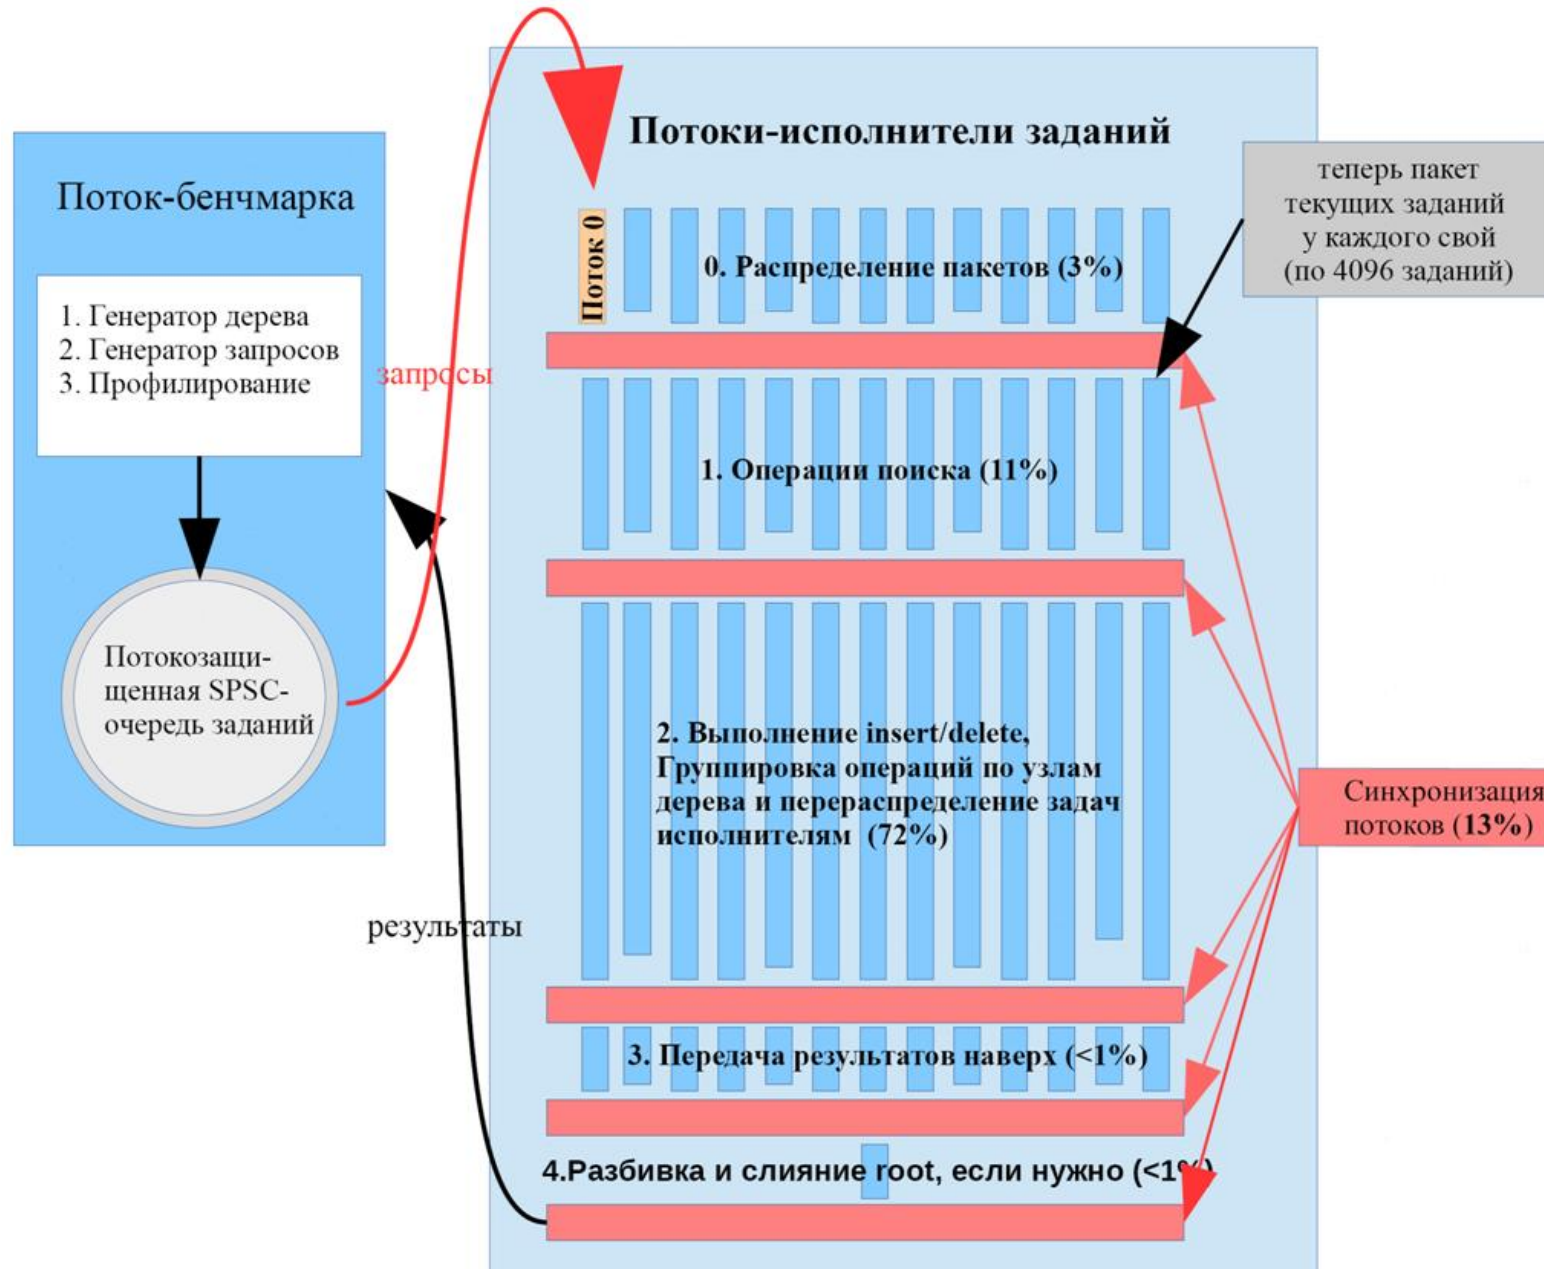 Потоки-исполнители заданий
Поток-бенчмарка
1. Генератор дерева
2. Генератор запросов
3. Профилирование
Потокозащи-
щенная SPSC-
очередь заданий
запросы
результаты
Поток 0
0. Распределение пакетов (3%)
теперь пакет
текущих заданий
у каждого свой
(по 4096 заданий)
1. Операции поиска (11%)
2. Выполнение insert/delete,
Группировка операций по узлам
дерева и перераспределение задач
исполнителям (72%)
Синхронизация
потоков (13%)
3. Передача результатов наверх (<1%)
4.Разбивка и слияние root, если нужно (<1%)